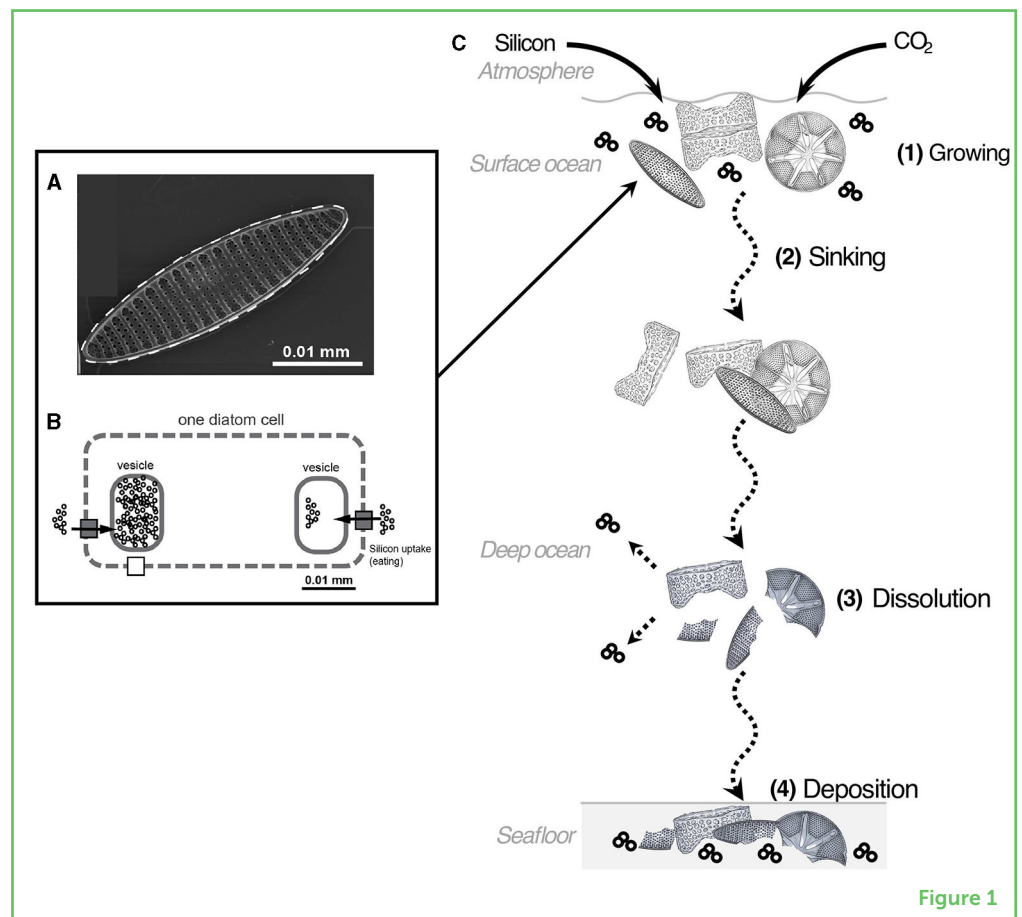 C Silicon CO2
Atmosphere
Surface ocean
(1) Growing
A
0.01 mm
(2) Sinking
B
one diatom cell
vesicle vesicle
Silicon uptake
(eating)
0.01 mm
Deep ocean
(3) Dissolution
(4) Deposition
Seafloor
Figure 1